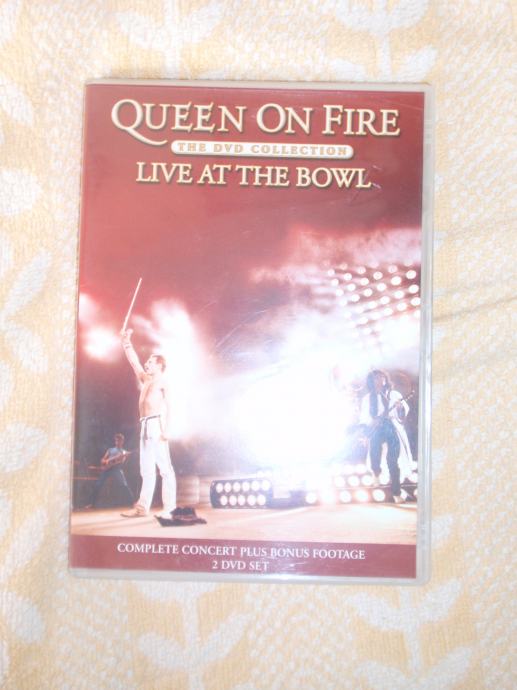 QUEEN ON FIRE
THE DVD COLLECTION
LIVE AT THE BOWL
COMPLETE CONCERT PLUS BONUS FOOTAGE
2 DVD SET